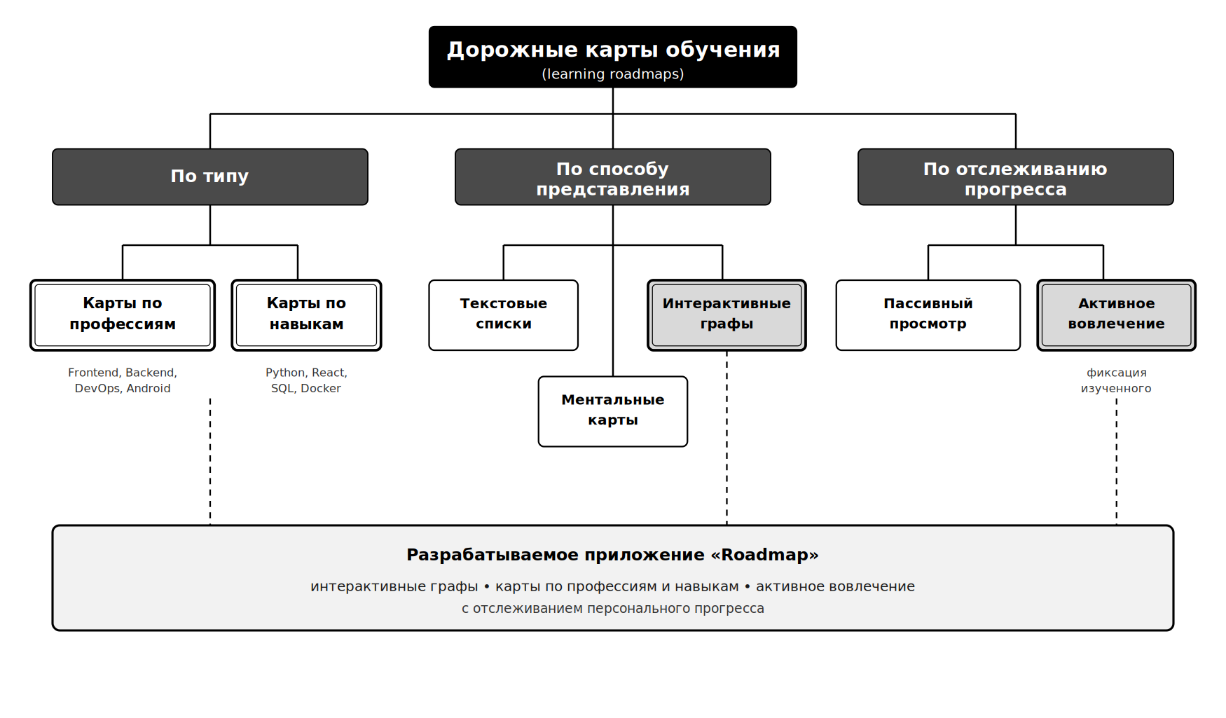 Дорожные карты обучения
(learning roadmaps)
По типу
По способу
представления
По отслеживанию
прогресса
Карты по
профессиям
Карты по
навыкам
Текстовые
списки
Интерактивные
графы
Пассивный
просмотр
Активное
вовлечение
Frontend, Backend,
DevOps, Android
Python, React,
SQL, Docker
фиксация
изученного
Ментальные
карты
Разрабатываемое приложение «Roadmap»
интерактивные графы • карты по профессиям и навыкам • активное вовлечение
с отслеживанием персонального прогресса